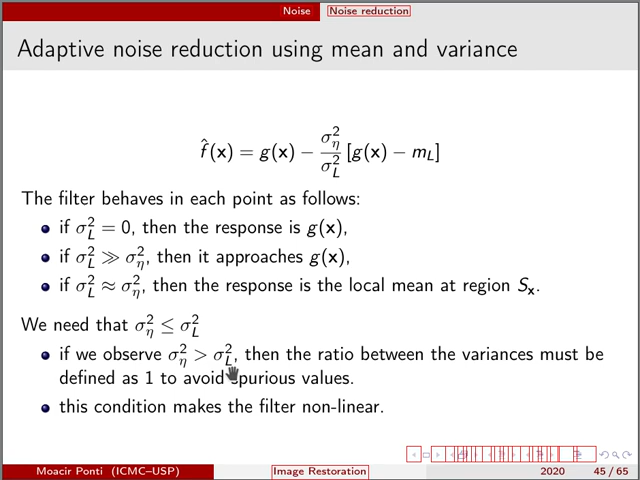 Noise Noise reduction
Adaptive noise reduction using mean and variance
f̂(x) = g(x) − σ²_η / σ²_L [g(x) − m_L]
The filter behaves in each point as follows:
• if σ²_L = 0, then the response is g(x),
• if σ²_L ≫ σ²_η, then it approaches g(x),
• if σ²_L ≈ σ²_η, then the response is the local mean at region S_x.
We need that σ²_η ≤ σ²_L
• if we observe σ²_η > σ²_L, then the ratio between the variances must be
defined as 1 to avoid spurious values.
• this condition makes the filter non-linear.
Moacir Ponti (ICMC–USP) Image Restoration 2020 45 / 65